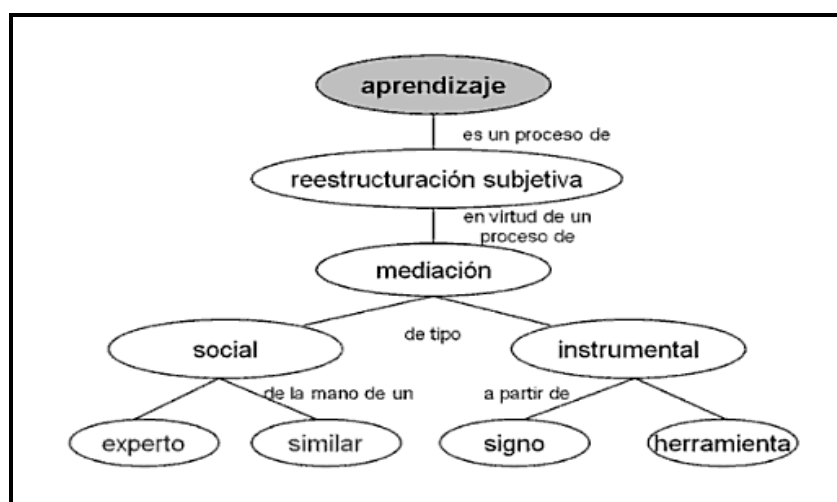 aprendizaje
es un proceso de
reestructuración subjetiva
en virtud de un
proceso de
mediación
social
de tipo
instrumental
de la mano de un
a partir de
experto
similar
signo
herramienta